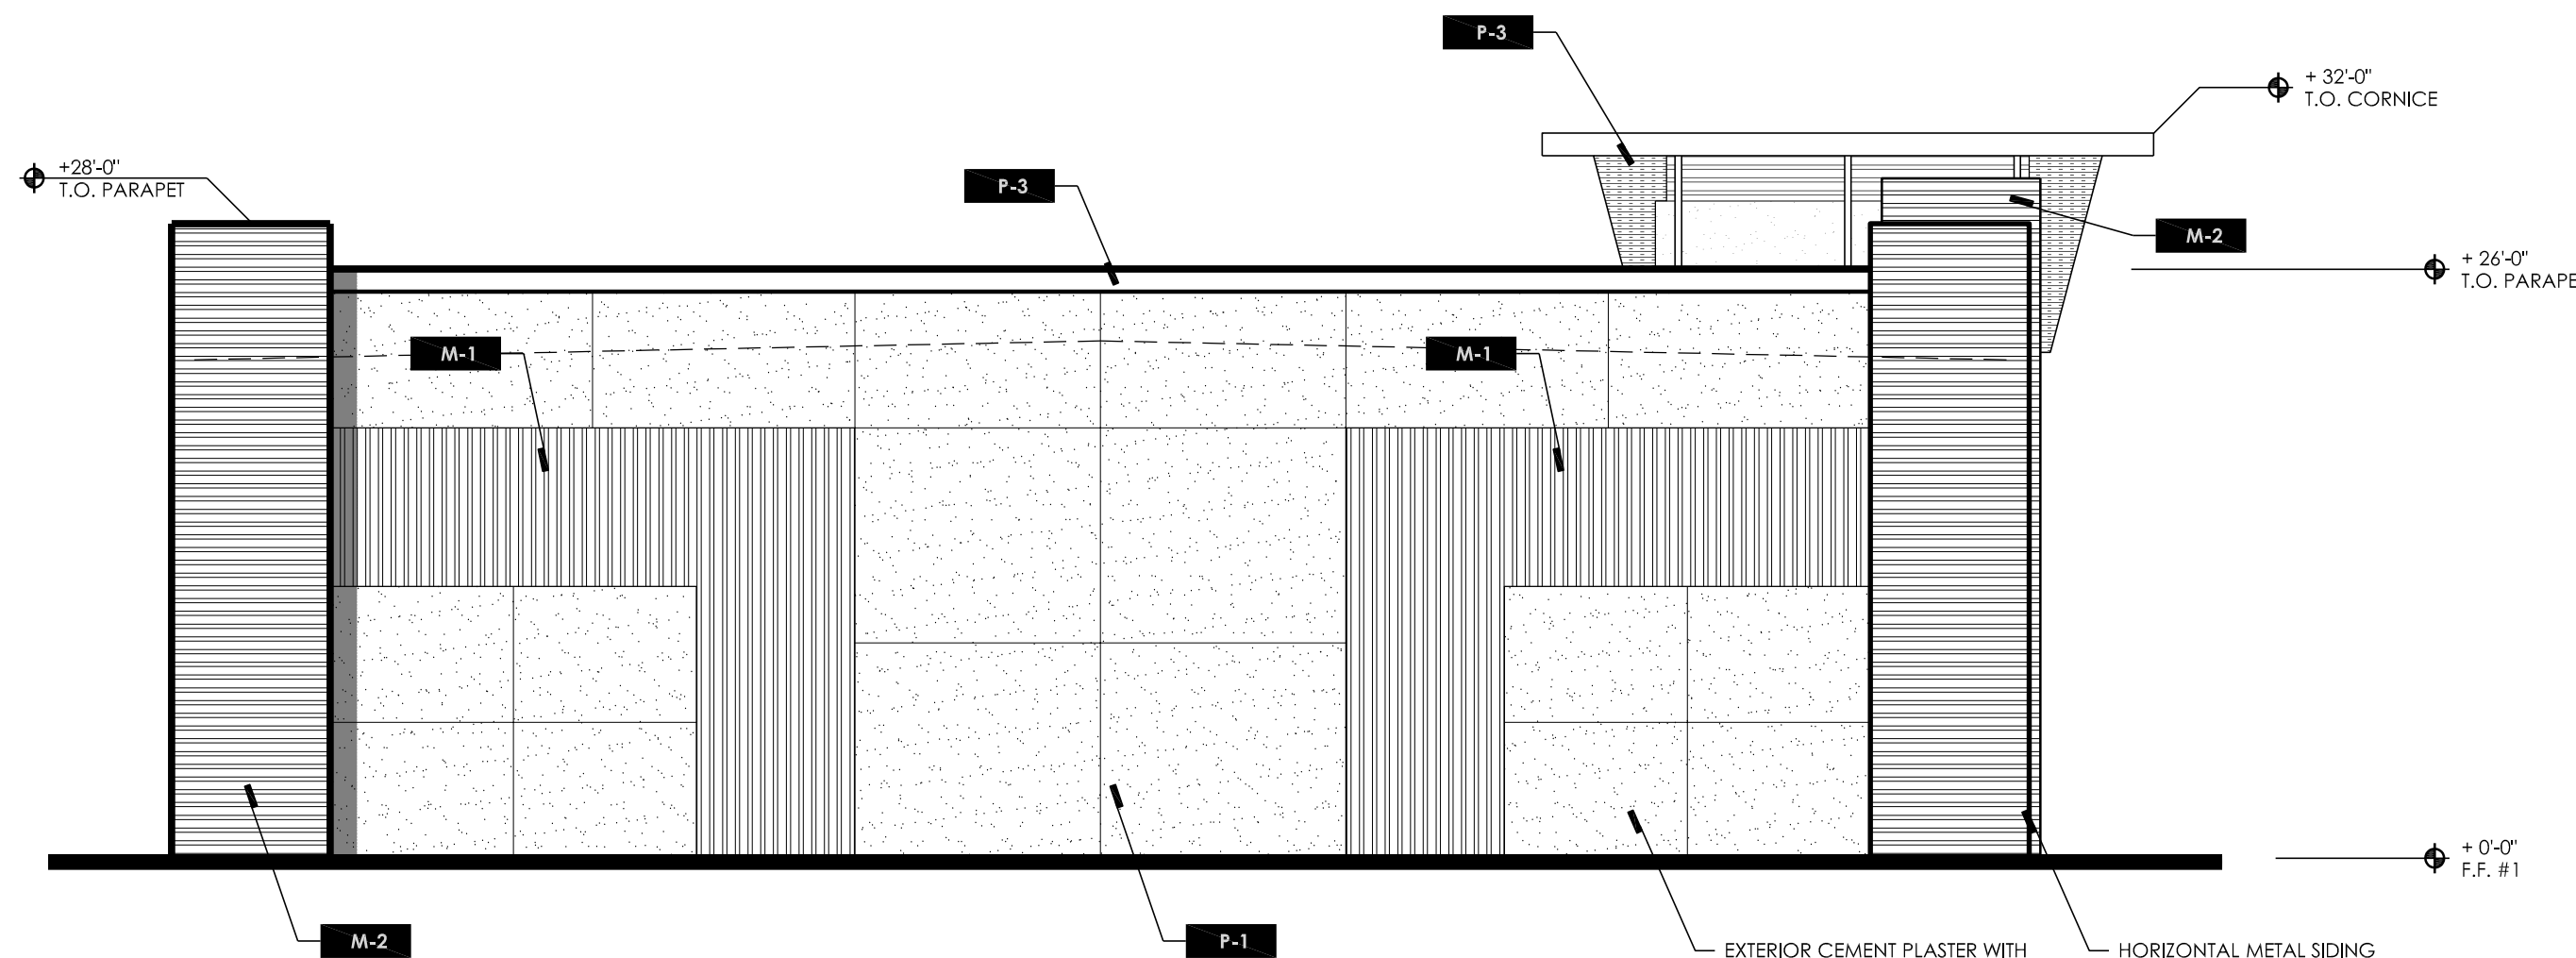 P-3
+ 32'-0"
T.O. CORNICE
+28'-0"
T.O. PARAPET
P-3
M-2
+ 26'-0"
T.O. PARAPE
M-1
M-1
+ 0'-0"
F.F. #1
M-2
P-1
EXTERIOR CEMENT PLASTER WITH
HORIZONTAL METAL SIDING